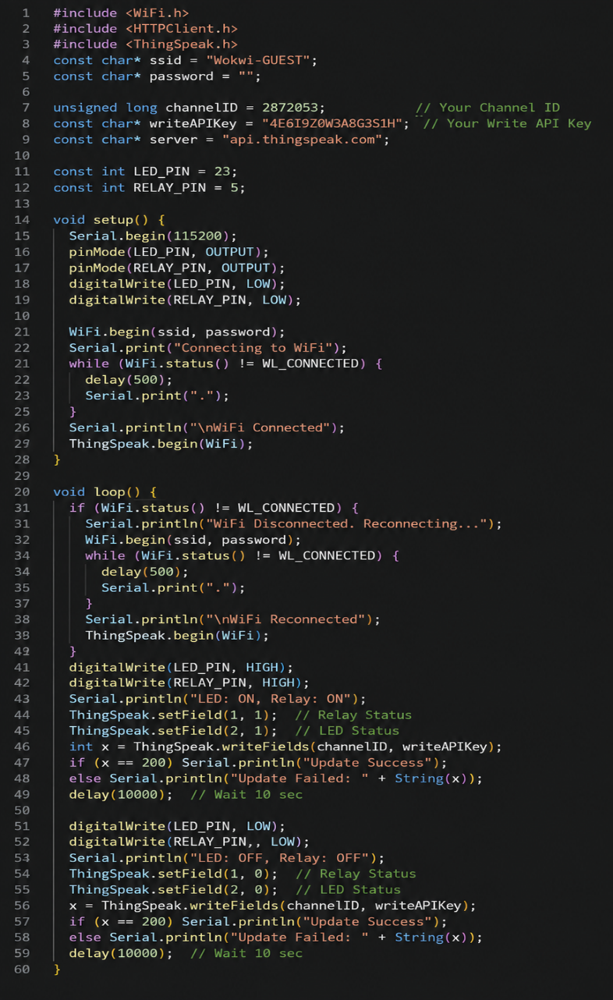 1 #include <WiFi.h>
2 #include <HTTPClient.h>
3 #include <ThingSpeak.h>
4 const char* ssid = "Wokwi-GUEST";
5 const char* password = "";
6
7 unsigned long channelID = 2872053; // Your Channel ID
8 const char* writeAPIKey = "4E6I9Z0W3A8G3S1H"; // Your Write API Key
9 const char* server = "api.thingspeak.com";
10
11 const int LED_PIN = 23;
12 const int RELAY_PIN = 5;
13
14 void setup() {
15 Serial.begin(115200);
16 pinMode(LED_PIN, OUTPUT);
17 pinMode(RELAY_PIN, OUTPUT);
18 digitalWrite(LED_PIN, LOW);
19 digitalWrite(RELAY_PIN, LOW);
10
21 WiFi.begin(ssid, password);
22 Serial.print("Connecting to WiFi");
21 while (WiFi.status() != WL_CONNECTED) {
22 delay(500);
23 Serial.print(".");
25 }
26 Serial.println("\nWiFi Connected");
29 ThingSpeak.begin(WiFi);
28 }
29
20 void loop() {
31 if (WiFi.status() != WL_CONNECTED) {
31 Serial.println("WiFi Disconnected. Reconnecting...");
32 WiFi.begin(ssid, password);
34 while (WiFi.status() != WL_CONNECTED) {
34 delay(500);
35 Serial.print(".");
37 }
38 Serial.println("\nWiFi Reconnected");
39 ThingSpeak.begin(WiFi);
49 }
41 digitalWrite(LED_PIN, HIGH);
42 digitalWrite(RELAY_PIN, HIGH);
43 Serial.println("LED: ON, Relay: ON");
44 ThingSpeak.setField(1, 1); // Relay Status
45 ThingSpeak.setField(2, 1); // LED Status
46 int x = ThingSpeak.writeFields(channelID, writeAPIKey);
47 if (x == 200) Serial.println("Update Success");
48 else Serial.println("Update Failed: " + String(x));
49 delay(10000); // Wait 10 sec
50
51 digitalWrite(LED_PIN, LOW);
52 digitalWrite(RELAY_PIN,, LOW);
53 Serial.println("LED: OFF, Relay: OFF");
54 ThingSpeak.setField(1, 0); // Relay Status
55 ThingSpeak.setField(2, 0); // LED Status
56 x = ThingSpeak.writeFields(channelID, writeAPIKey);
57 if (x == 200) Serial.println("Update Success");
58 else Serial.println("Update Failed: " + String(x));
59 delay(10000); // Wait 10 sec
60 }